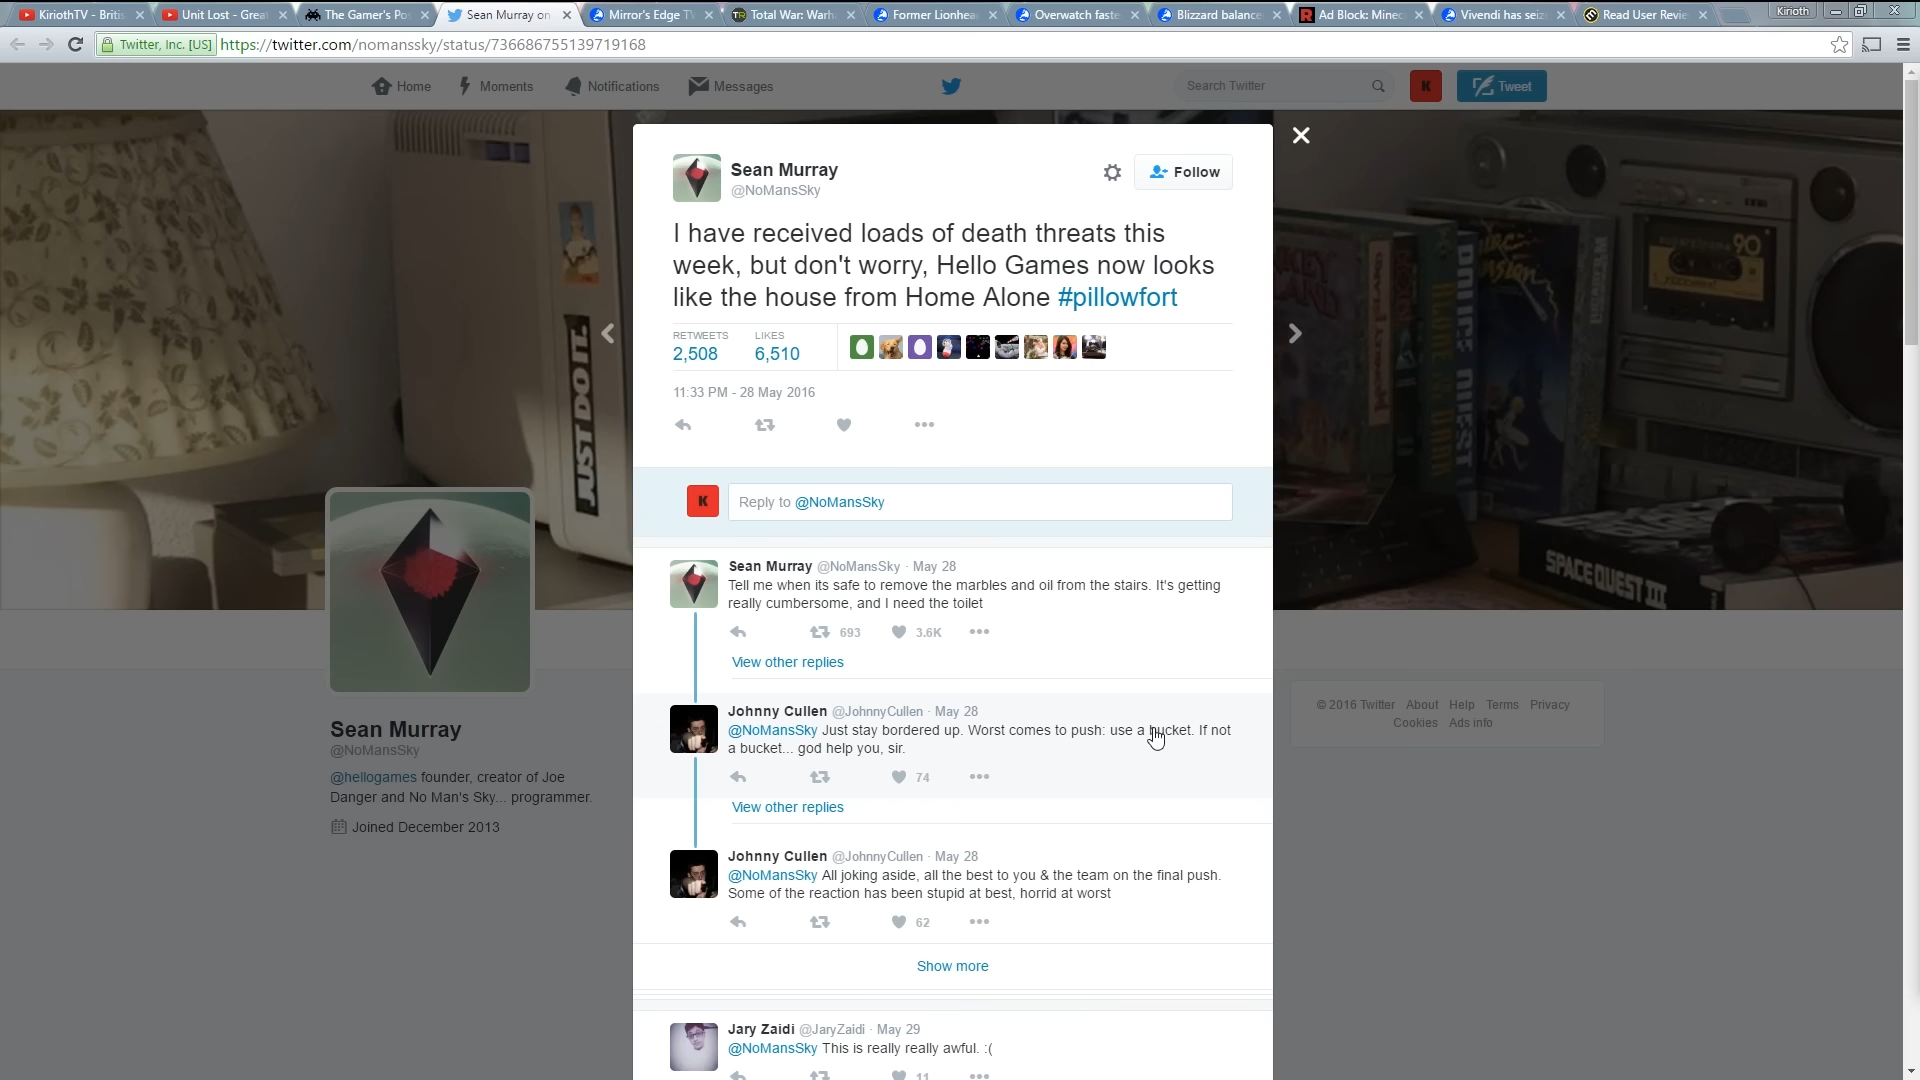 KiriothTV - Britis
Unit Lost - Great
The Gamer's Po
Sean Murray on
Mirror's Edge TV
Total War: Warh
Former Lionhea
Overwatch faste
Blizzard balance
Ad Block: Minec
Vivendi has seiz
Read User Revie
Kirioth
Twitter, Inc. [US]
https://twitter.com/nomanssky/status/736686755139719168
Home
Moments
Notifications
Messages
Search Twitter
K
Tweet
Sean Murray
@NoMansSky
Follow
I have received loads of death threats this
week, but don't worry, Hello Games now looks
like the house from Home Alone #pillowfort
RETWEETS
2,508
LIKES
6,510
11:33 PM - 28 May 2016
K
Reply to @NoMansSky
Sean Murray @NoMansSky · May 28
Tell me when its safe to remove the marbles and oil from the stairs. It's getting
really cumbersome, and I need the toilet
693
3.6K
View other replies
Johnny Cullen @JohnnyCullen · May 28
@NoMansSky Just stay bordered up. Worst comes to push: use a bucket. If not
a bucket... god help you, sir.
74
View other replies
Johnny Cullen @JohnnyCullen · May 28
@NoMansSky All joking aside, all the best to you & the team on the final push.
Some of the reaction has been stupid at best, horrid at worst
62
Show more
Jary Zaidi @JaryZaidi · May 29
@NoMansSky This is really really awful. :(
11
Sean Murray
@NoMansSky
@hellogames founder, creator of Joe
Danger and No Man's Sky... programmer.
Joined December 2013
© 2016 Twitter About Help Terms Privacy
Cookies Ads info
JUST DO IT.
90
QUEST
SPACE QUEST III